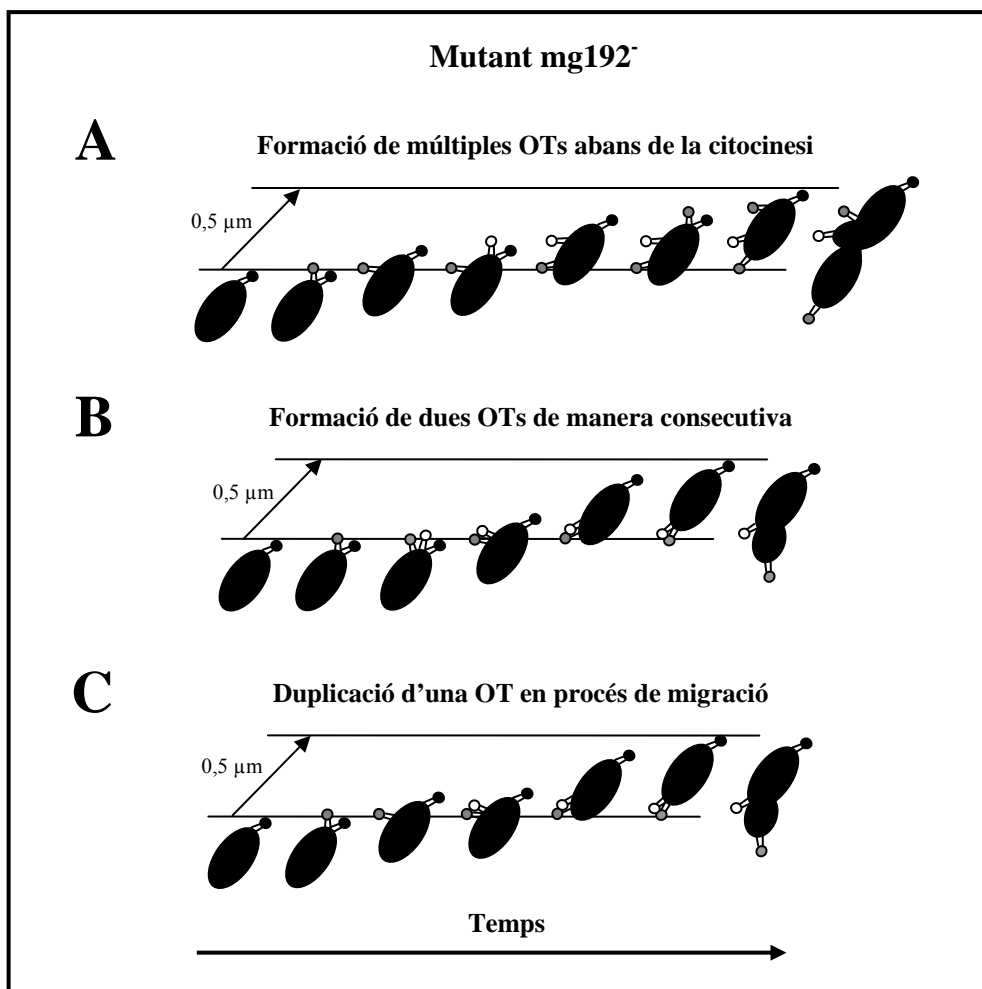 Mutant mg192⁻
A
Formació de múltiples OTs abans de la citocinesi
0,5 µm
B
Formació de dues OTs de manera consecutiva
0,5 µm
C
Duplicació d’una OT en procés de migració
0,5 µm
Temps